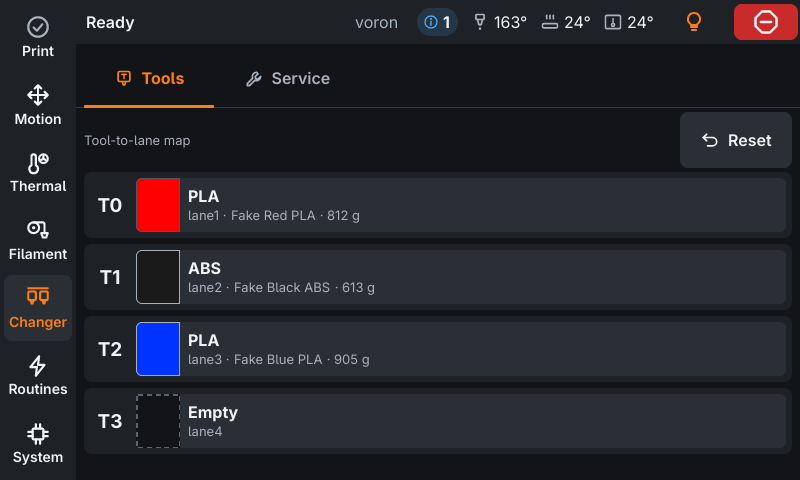 Ready
voron
1
163°
24°
24°
Print
Motion
Thermal
Filament
Changer
Routines
System
Tools
Service
Tool-to-lane map
Reset
T0
PLA
lane1 · Fake Red PLA · 812 g
T1
ABS
lane2 · Fake Black ABS · 613 g
T2
PLA
lane3 · Fake Blue PLA · 905 g
T3
Empty
lane4